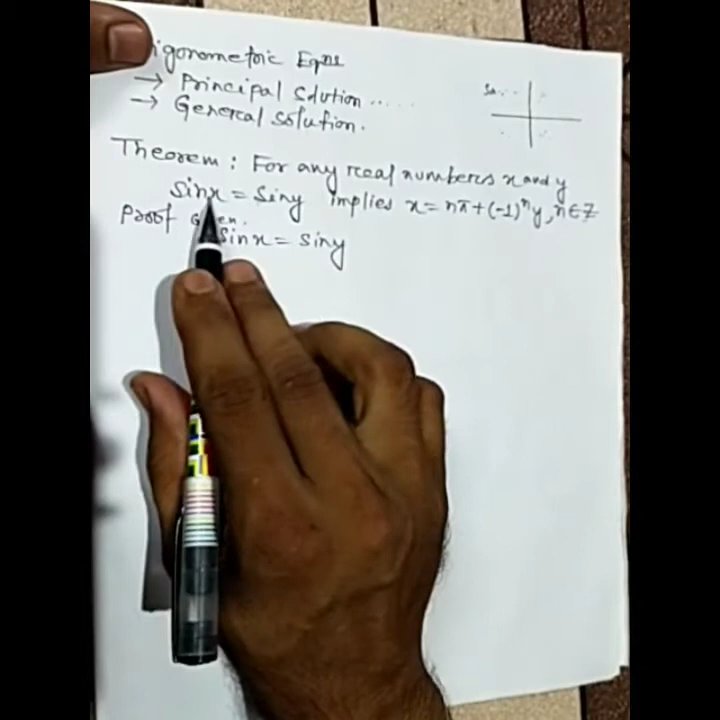 igonometric Eqns
→ Principal Solution .....
→ General Solution.
Theorem : For any real numbers x and y
Sinx = Siny implies x = nπ + (-1)ⁿy, n ∈ Z
Proof
Sinx = Siny